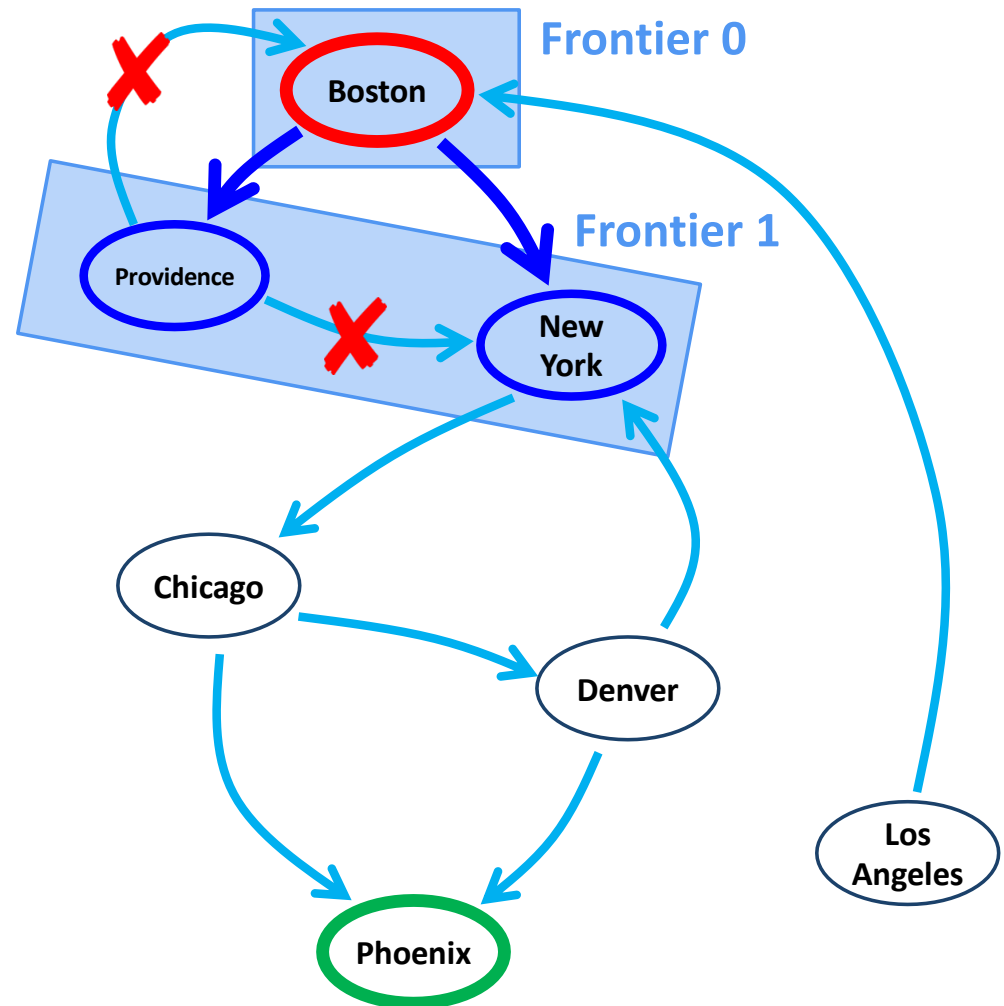 Frontier 0
Boston
Frontier 1
Providence
New
York
Chicago
Denver
Los
Angeles
Phoenix